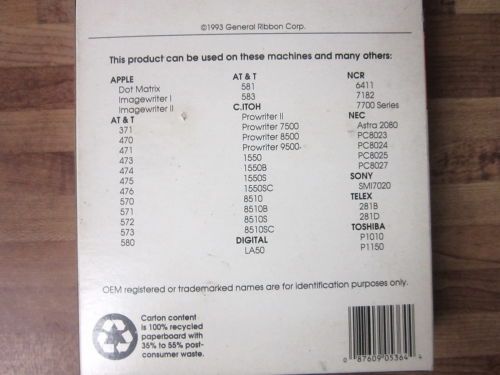 ©1993 General Ribbon Corp.
This product can be used on these machines and many others:
APPLE
Dot Matrix
Imagewriter I
Imagewriter II
AT & T
371
470
471
473
474
475
476
570
571
572
573
580
AT & T
581
583
C.ITOH
Prowriter II
Prowriter 7500
Prowriter 8500
Prowriter 9500
1550
1550B
1550S
1550SC
8510
8510B
8510S
8510SC
DIGITAL
LA50
NCR
6411
7182
7700 Series
NEC
Astra 2080
PC8023
PC8024
PC8025
PC8027
SONY
SMI7020
TELEX
281B
281D
TOSHIBA
P1010
P1150
OEM registered or trademarked names are for identification purposes only.
Carton content
is 100% recycled
paperboard with
35% to 55% post-
consumer waste.
0 87609 05364 4